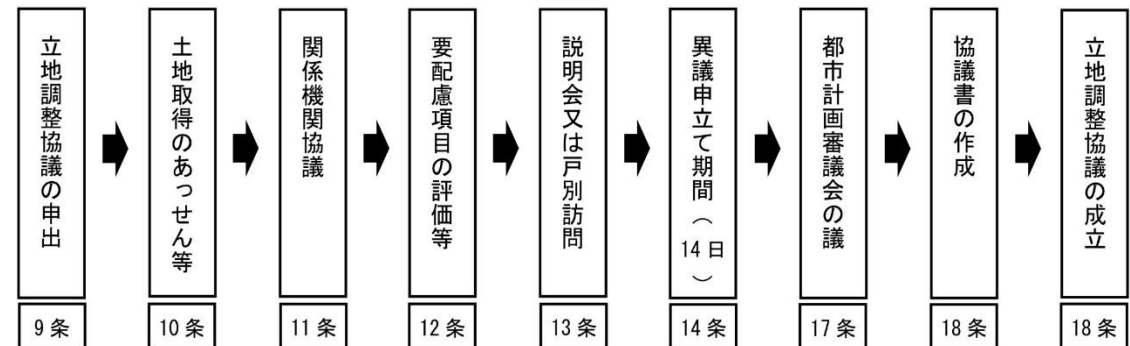 立地調整協議の申出
土地取得のあっせん等
関係機関協議
要配慮項目の評価等
説明会又は戸別訪問
異議申立て期間（14日）
都市計画審議会の議
協議書の作成
立地調整協議の成立
9条
10条
11条
12条
13条
14条
17条
18条
18条